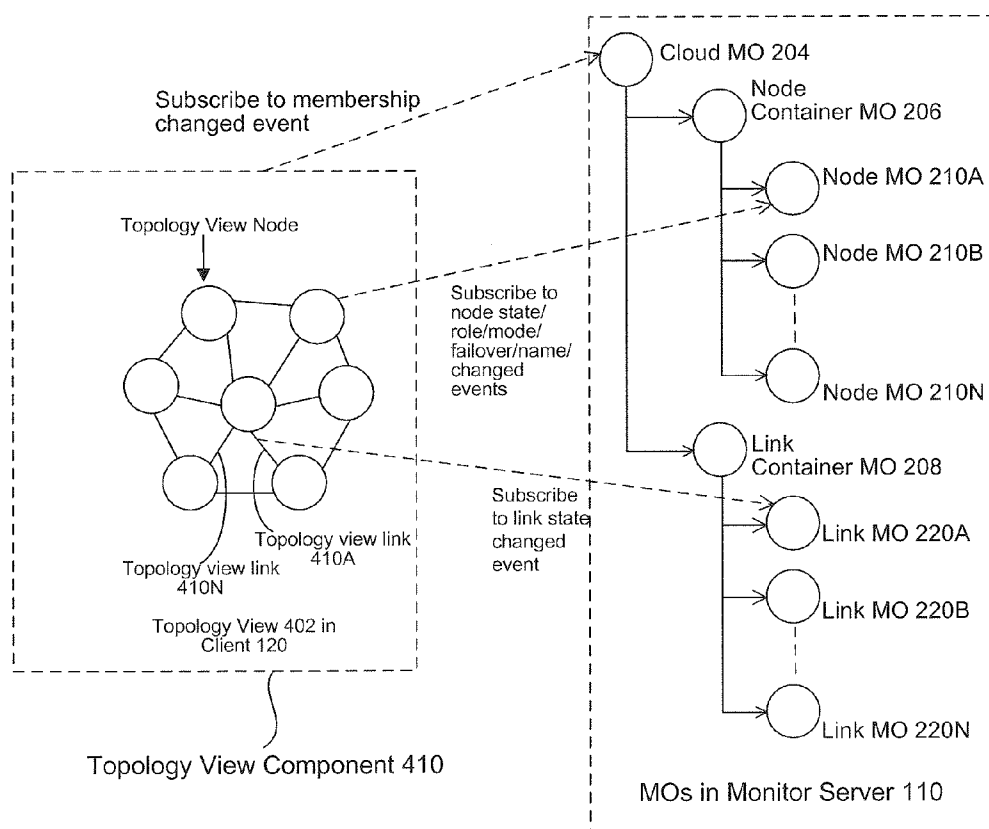 Cloud MO 204
Node
Container MO 206
Node MO 210A
Node MO 210B
Node MO 210N
Link
Container MO 208
Link MO 220A
Link MO 220B
Link MO 220N
MOs in Monitor Server 110
Subscribe to membership
changed event
Topology View Node
Subscribe to
node state/
role/mode/
failover/name/
changed
events
Subscribe
to link state
changed
event
Topology view link
410A
Topology view link
410N
Topology View 402 in
Client 120
Topology View Component 410